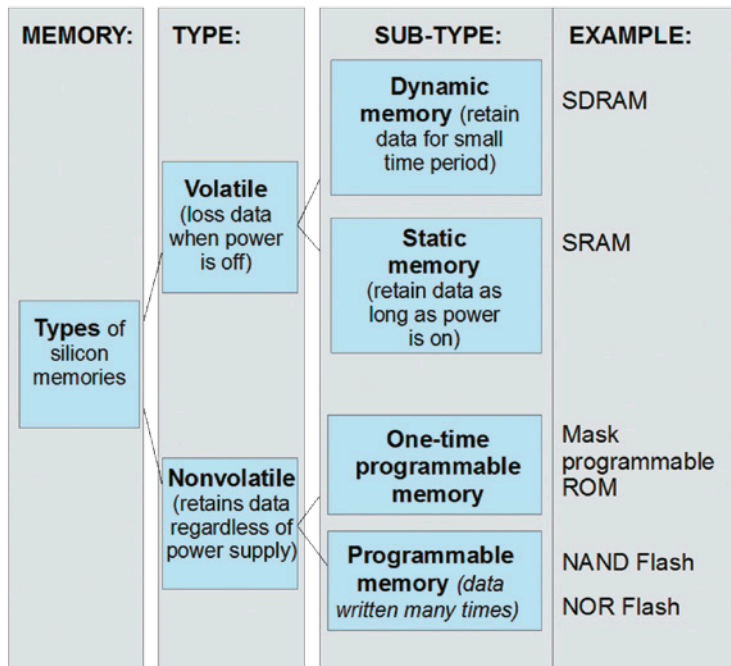 MEMORY:
TYPE:
SUB-TYPE:
EXAMPLE:
Types of
silicon
memories
Volatile
(loss data
when power
is off)
Dynamic
memory (retain
data for small
time period)
SDRAM
Static
memory
(retain data as
long as power
is on)
SRAM
Nonvolatile
(retains data
regardless of
power supply)
One-time
programmable
memory
Mask
programmable
ROM
Programmable
memory (data
written many times)
NAND Flash
NOR Flash